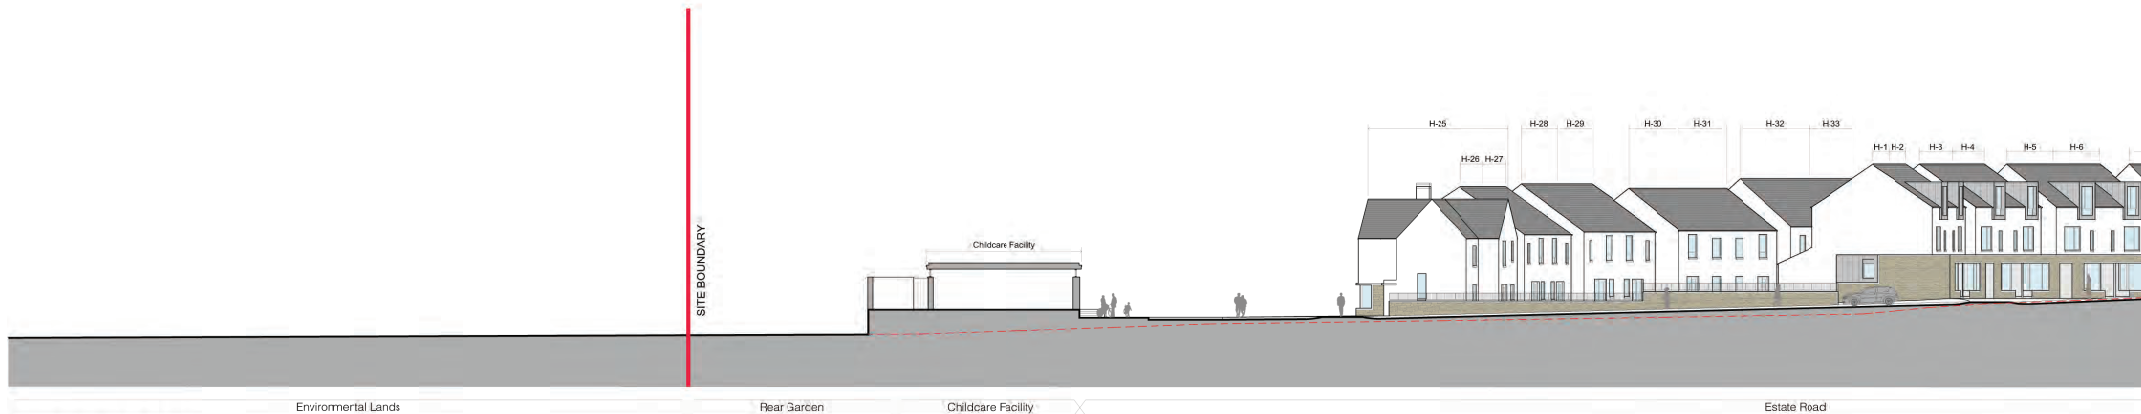 H-25
H-28
H-29
H-30
H-31
H-32
H33
H-26
H-27
H-1
H-2
H-3
H-4
H-5
H-6
SITE BOUNDARY
Childcare Facility
Environmental Lands
Rear Garden
Childcare Facility
Estate Road